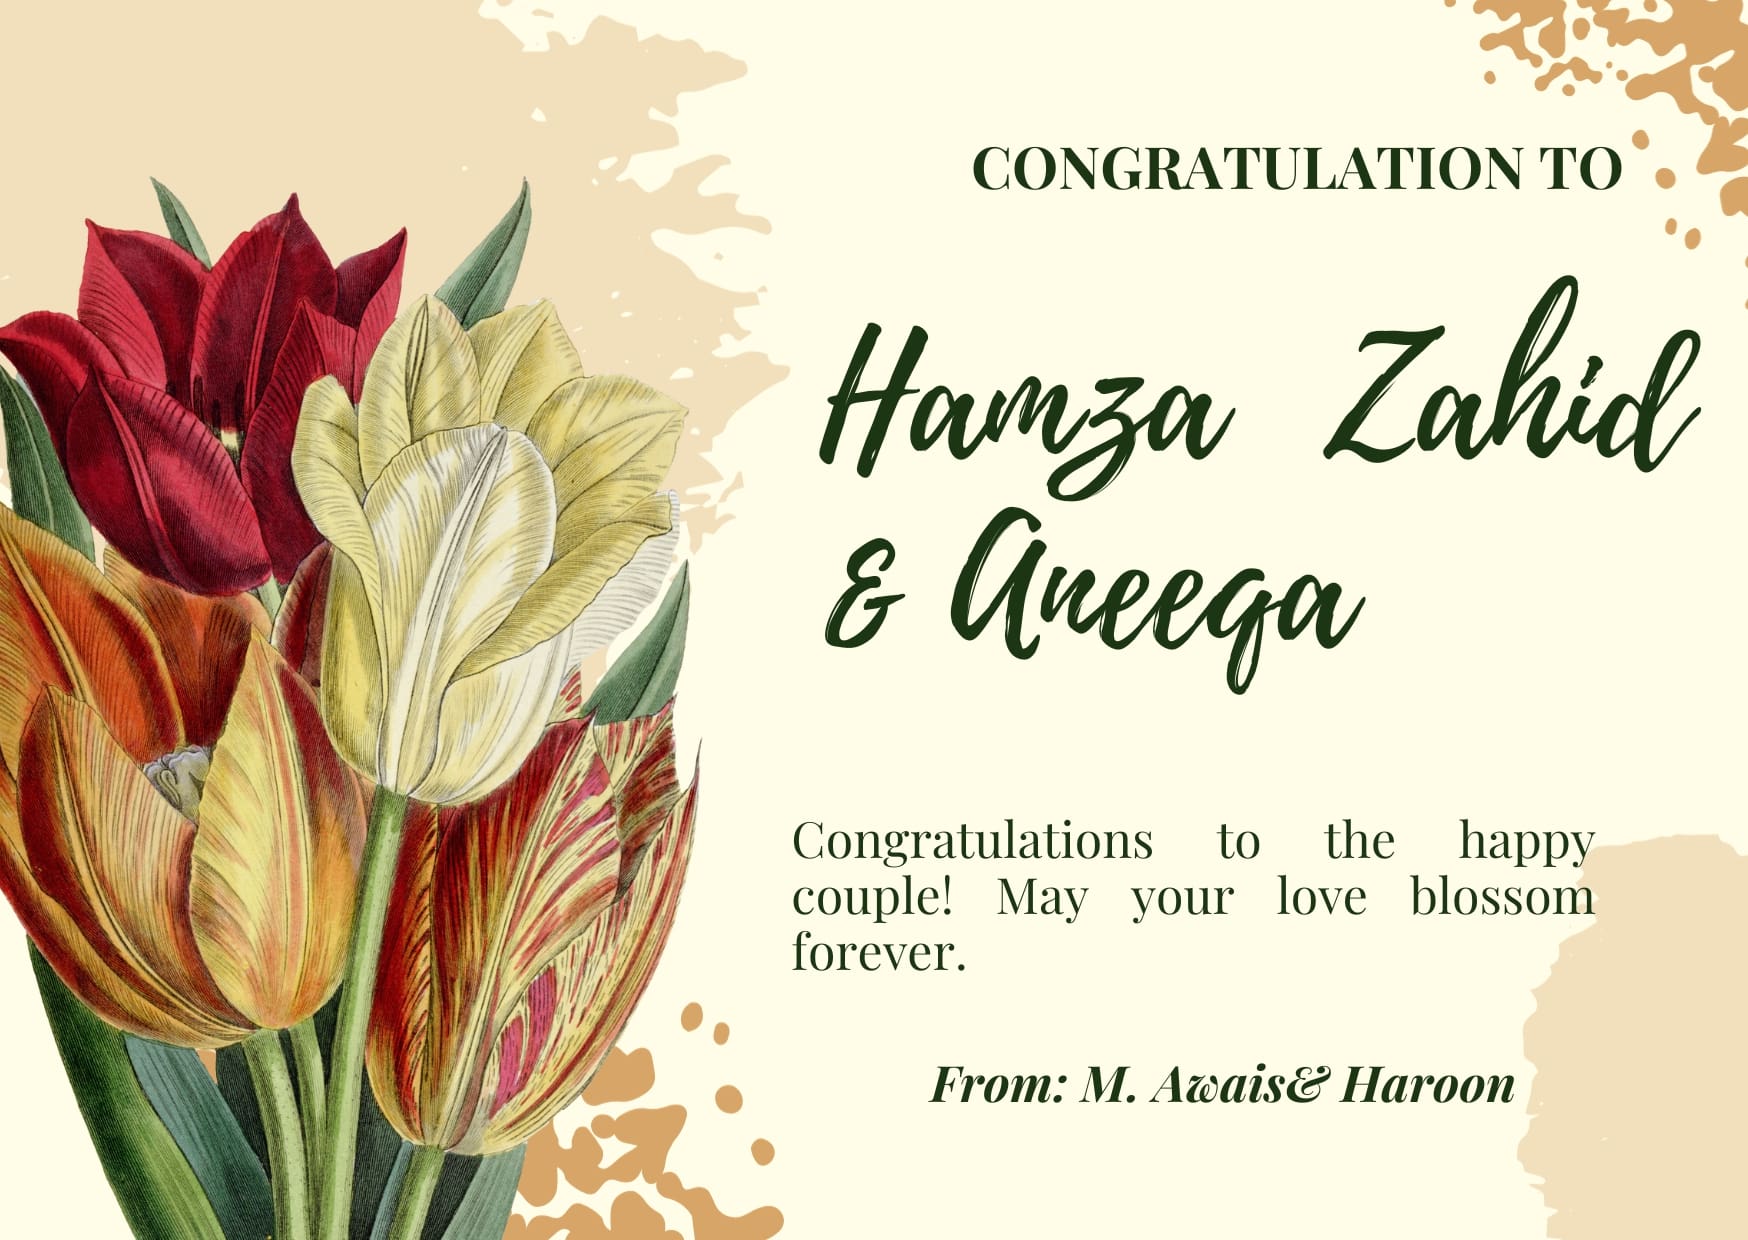 CONGRATULATION TO
Hamza Zahid
& Aneeqa
Congratulations to the happy
couple! May your love blossom
forever.
From: M. Awais& Haroon